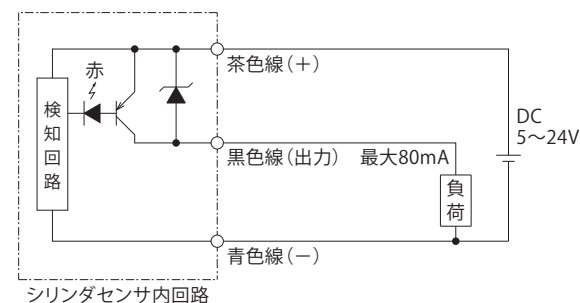 茶色線(+)
赤
検知回路
DC
5~24V
黒色線(出力) 最大80mA
負荷
青色線(-)
シリンダセンサ内回路